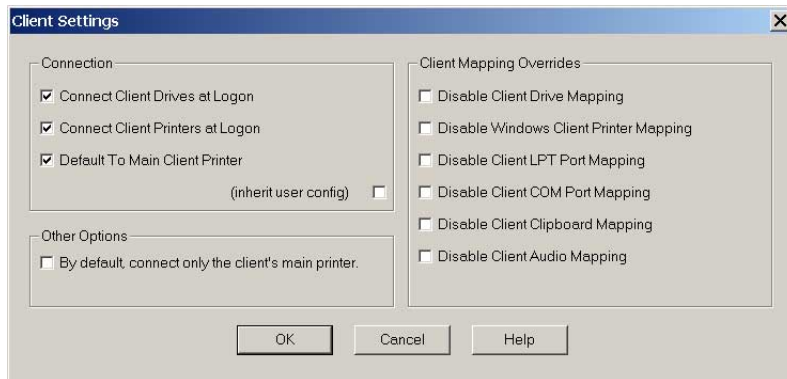 Client Settings
Connection
Connect Client Drives at Logon
Connect Client Printers at Logon
Default To Main Client Printer
(inherit user config)
Other Options
By default, connect only the client's main printer.
Client Mapping Overrides
Disable Client Drive Mapping
Disable Windows Client Printer Mapping
Disable Client LPT Port Mapping
Disable Client COM Port Mapping
Disable Client Clipboard Mapping
Disable Client Audio Mapping
OK Cancel Help